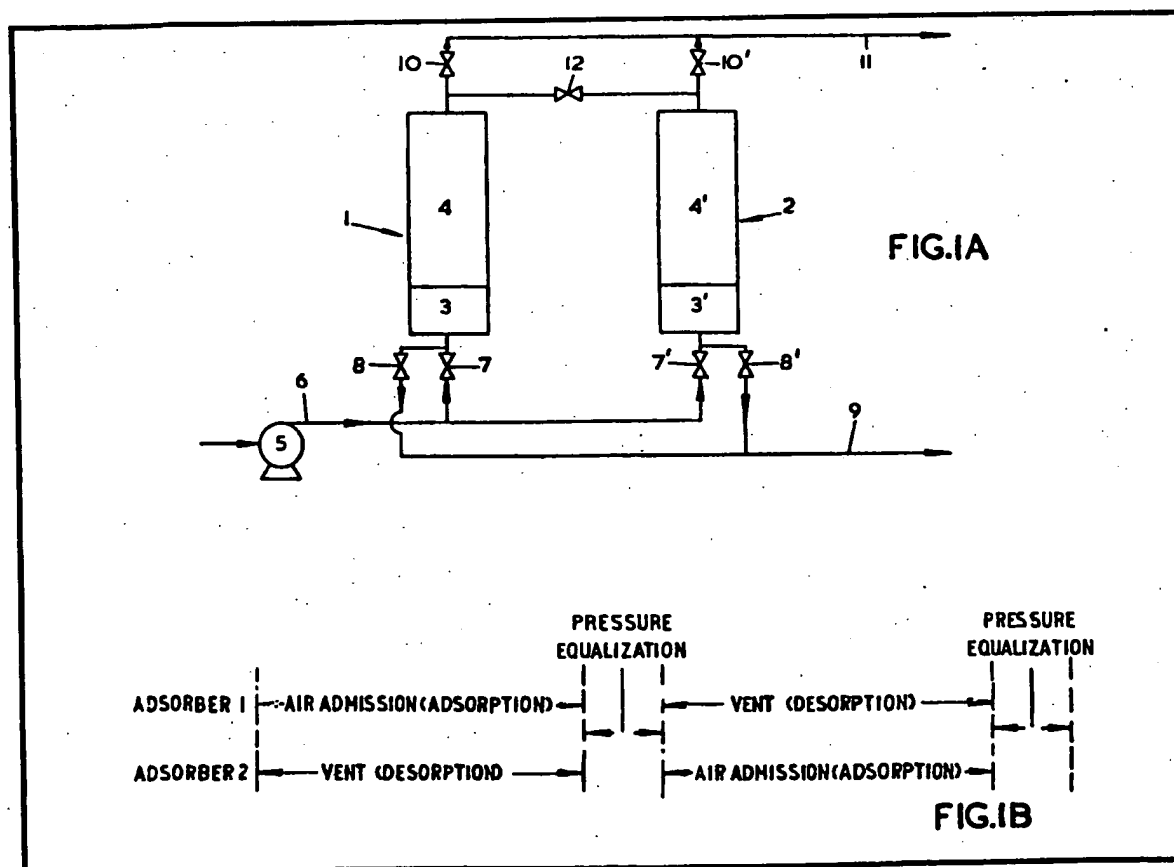 10 12 10' 11
4 4'
1 2
FIG.1A
3 3'
8 7 7' 8'
6 9
5
PRESSURE EQUALIZATION
PRESSURE EQUALIZATION
ADSORBER 1 AIR ADMISSION(ADSORPTION) VENT (DESORPTION)
ADSORBER 2 VENT (DESORPTION) AIR ADMISSION(ADSORPTION)
FIG.1B